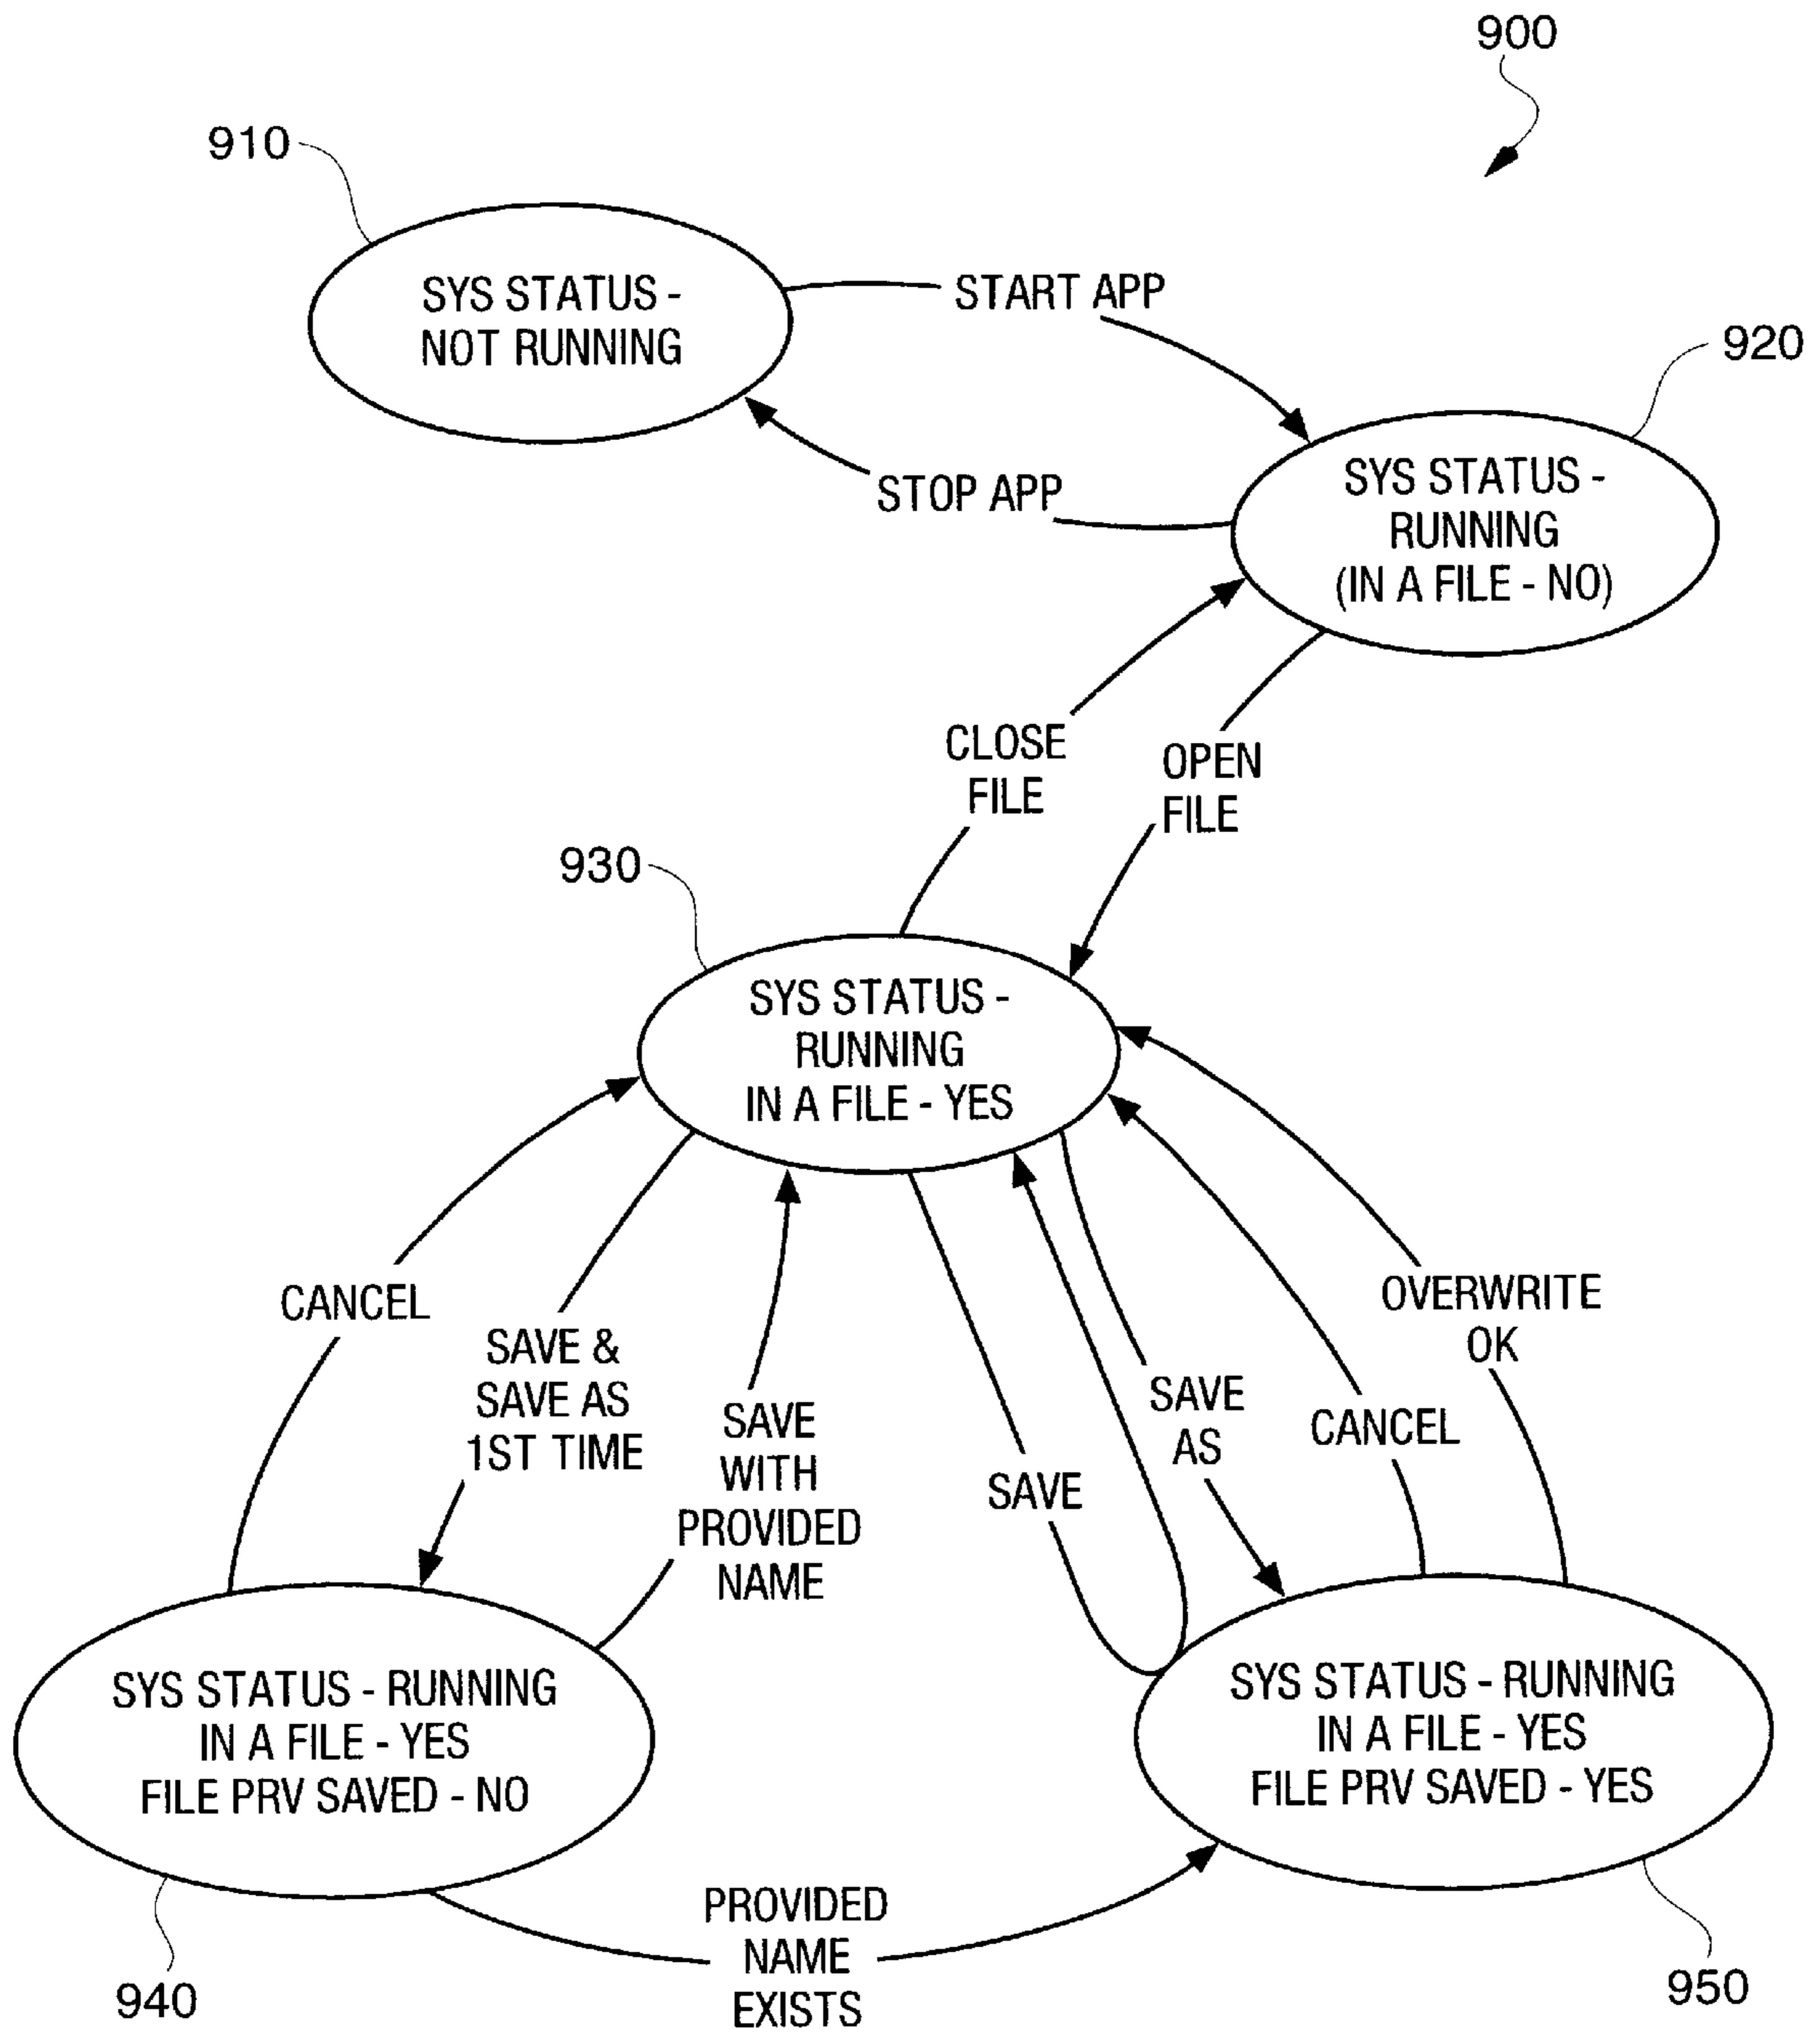 900
910
SYS STATUS -
NOT RUNNING
START APP
920
STOP APP
SYS STATUS -
RUNNING
(IN A FILE - NO)
CLOSE
FILE
OPEN
FILE
930
SYS STATUS -
RUNNING
IN A FILE - YES
CANCEL
SAVE &
SAVE AS
1ST TIME
SAVE
WITH
PROVIDED
NAME
SAVE
SAVE
AS
CANCEL
OVERWRITE
OK
SYS STATUS - RUNNING
IN A FILE - YES
FILE PRV SAVED - NO
SYS STATUS - RUNNING
IN A FILE - YES
FILE PRV SAVED - YES
PROVIDED
NAME
EXISTS
940
950